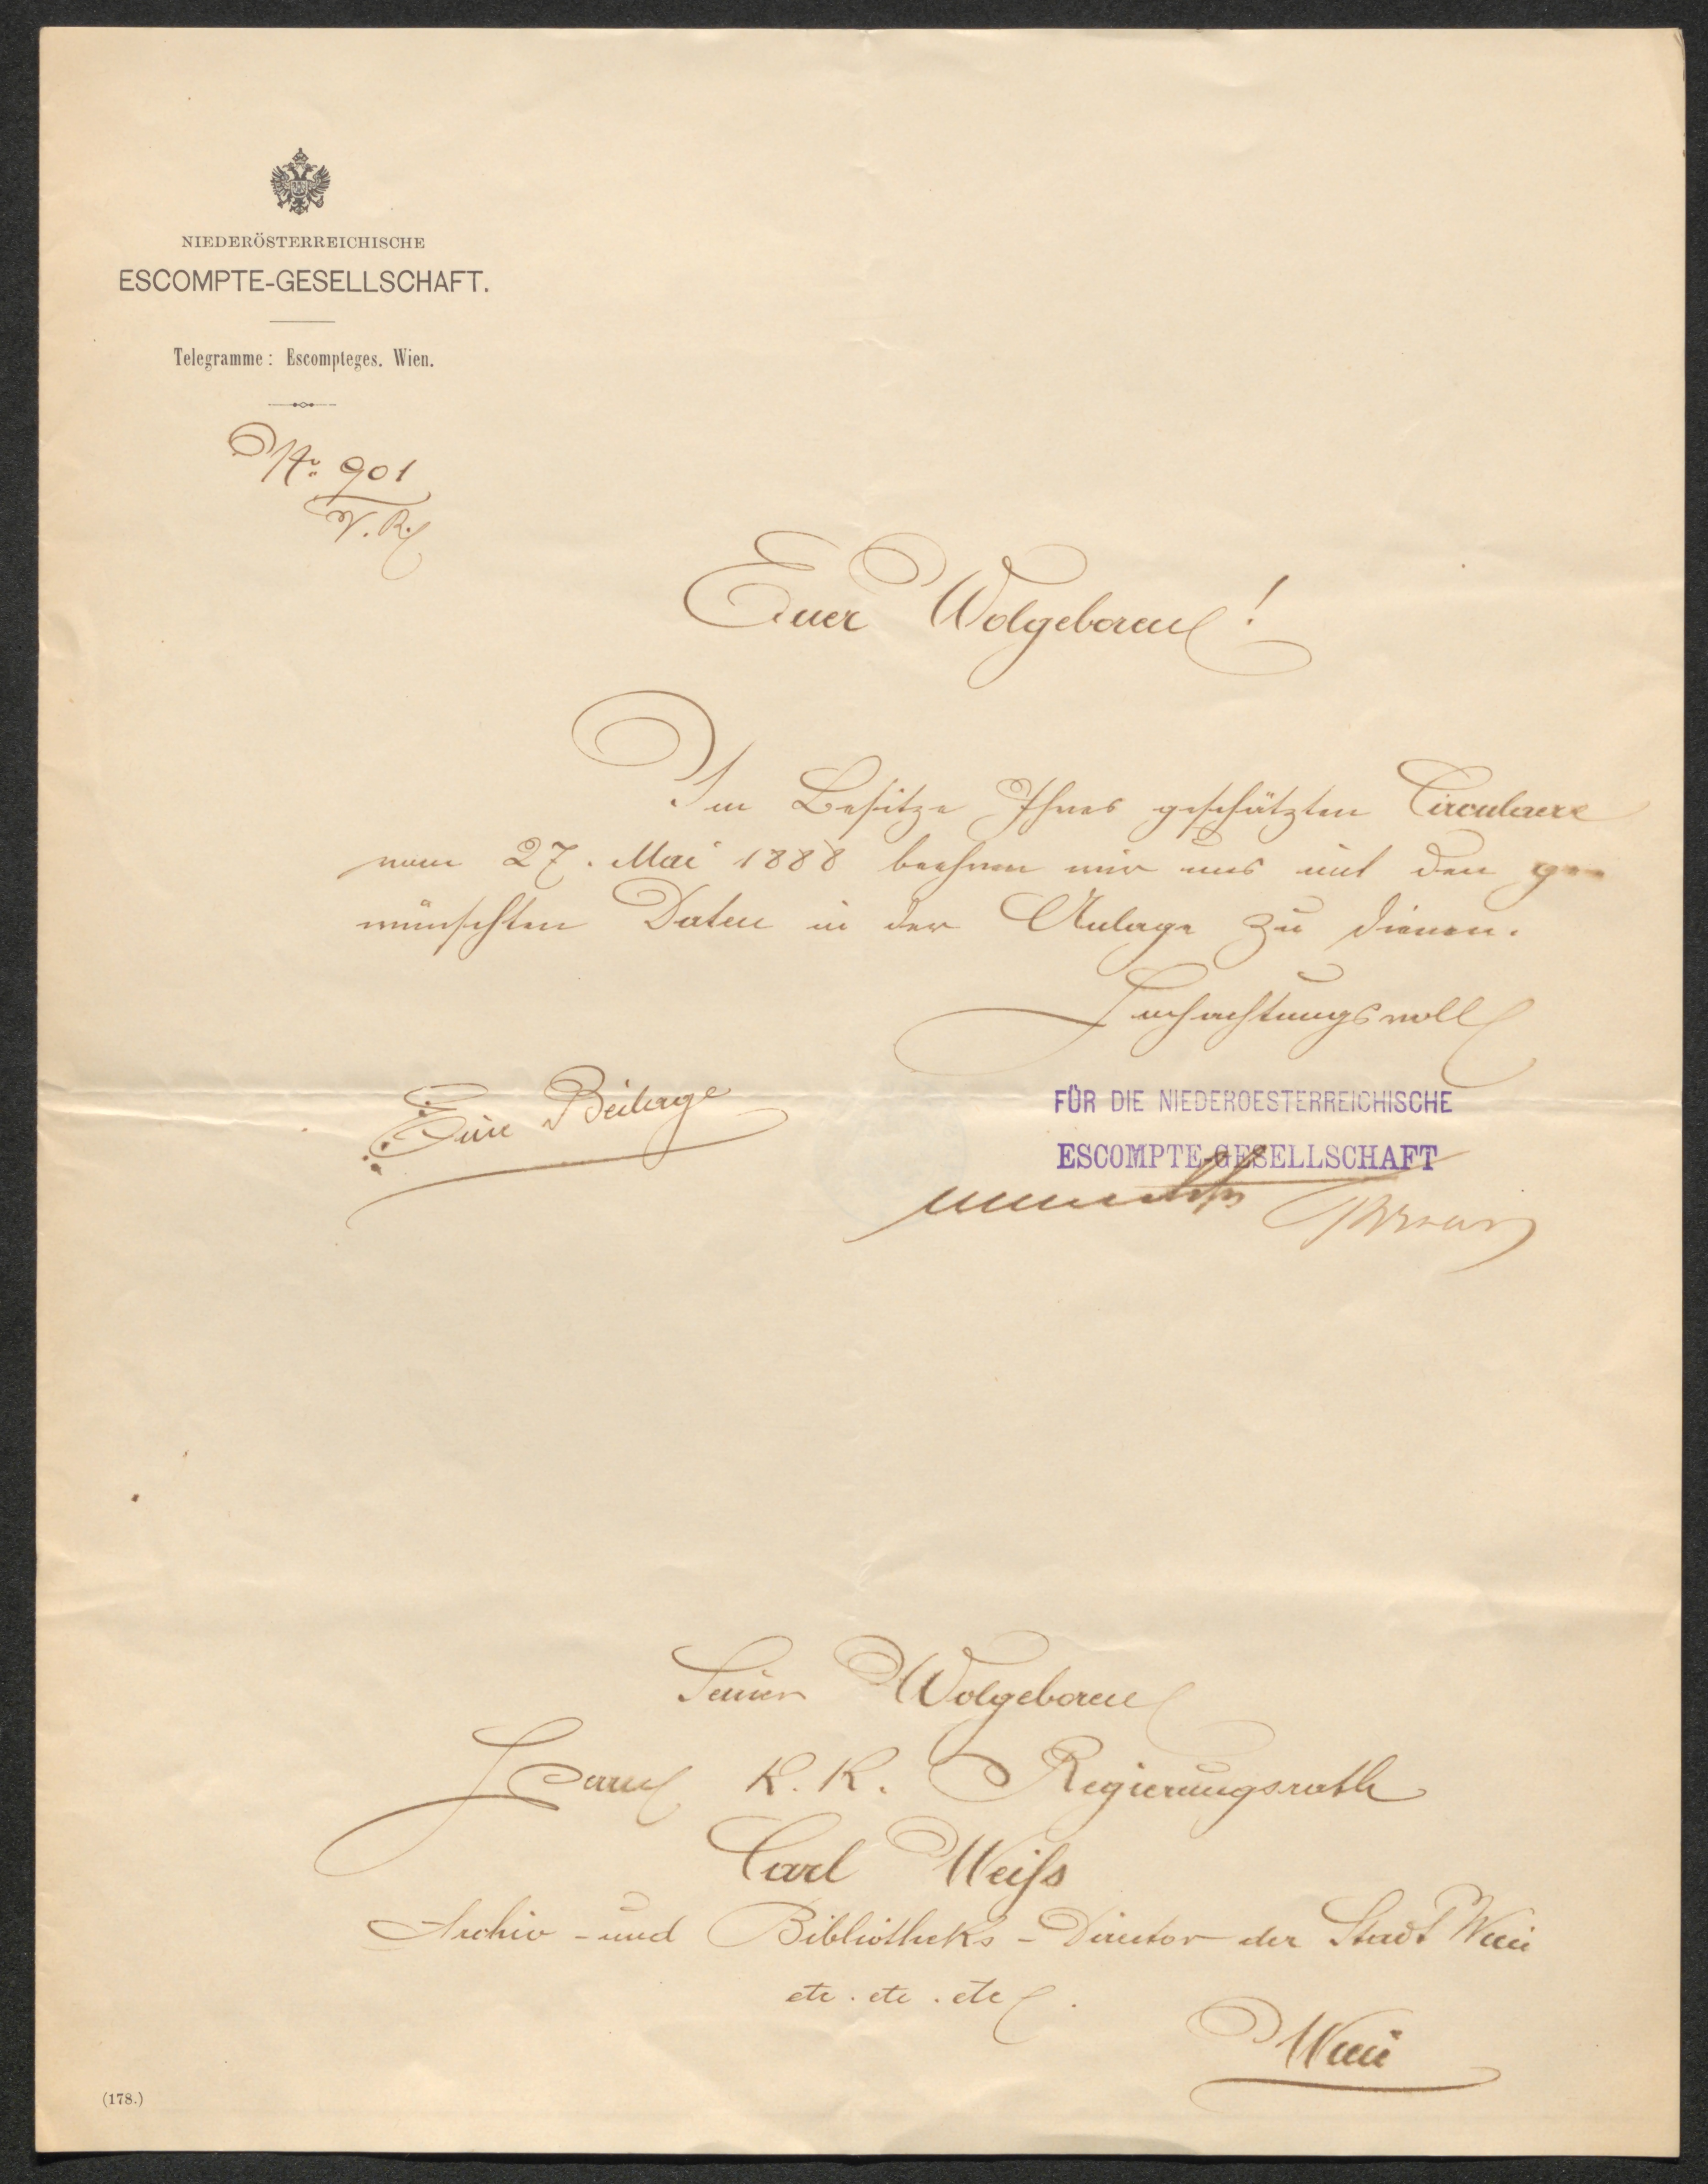 NIEDERÖSTERREICHISCHE
ESCOMPTE-GESELLSCHAFT.
Telegramme: Escompteges. Wien.
No. 901
V. R.
Euer Wolgeboren!
Im Besitze Ihres geschätzten Circulaere
vom 27. Mai 1888 beehren wir uns mit den ge
wünschten Daten in der Anlage zu dienen.
Hochachtungsvoll
Eine Beilage
FÜR DIE NIEDEROESTERREICHISCHE
ESCOMPTE-GESELLSCHAFT
Seiner Wolgeboren
Herrn K. K. Regierungsrath
Carl Weiſs
Archiv- und Bibliotheks-Director der Stadt Wien
etc. etc. etc.
Wien
(178.)